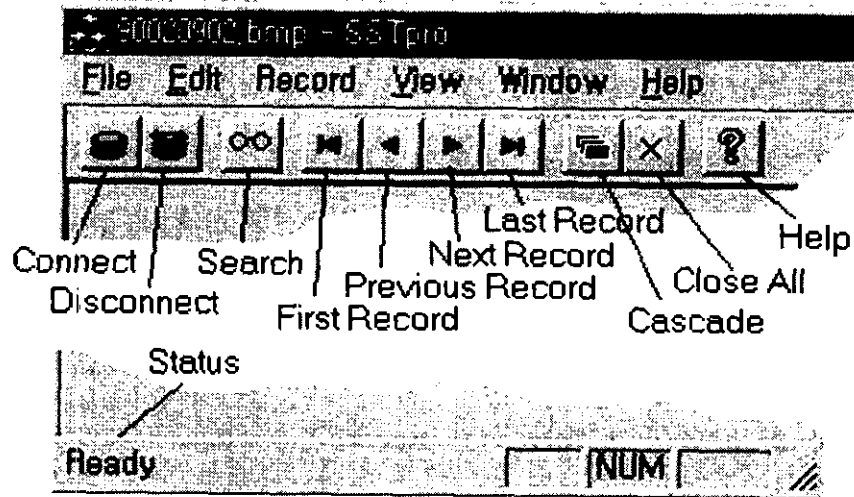 90023902.bmp - SSTpro
File Edit Record View Window Help
Connect
Disconnect
Search
First Record
Previous Record
Next Record
Last Record
Cascade
Close All
Help
Status
Ready NUM